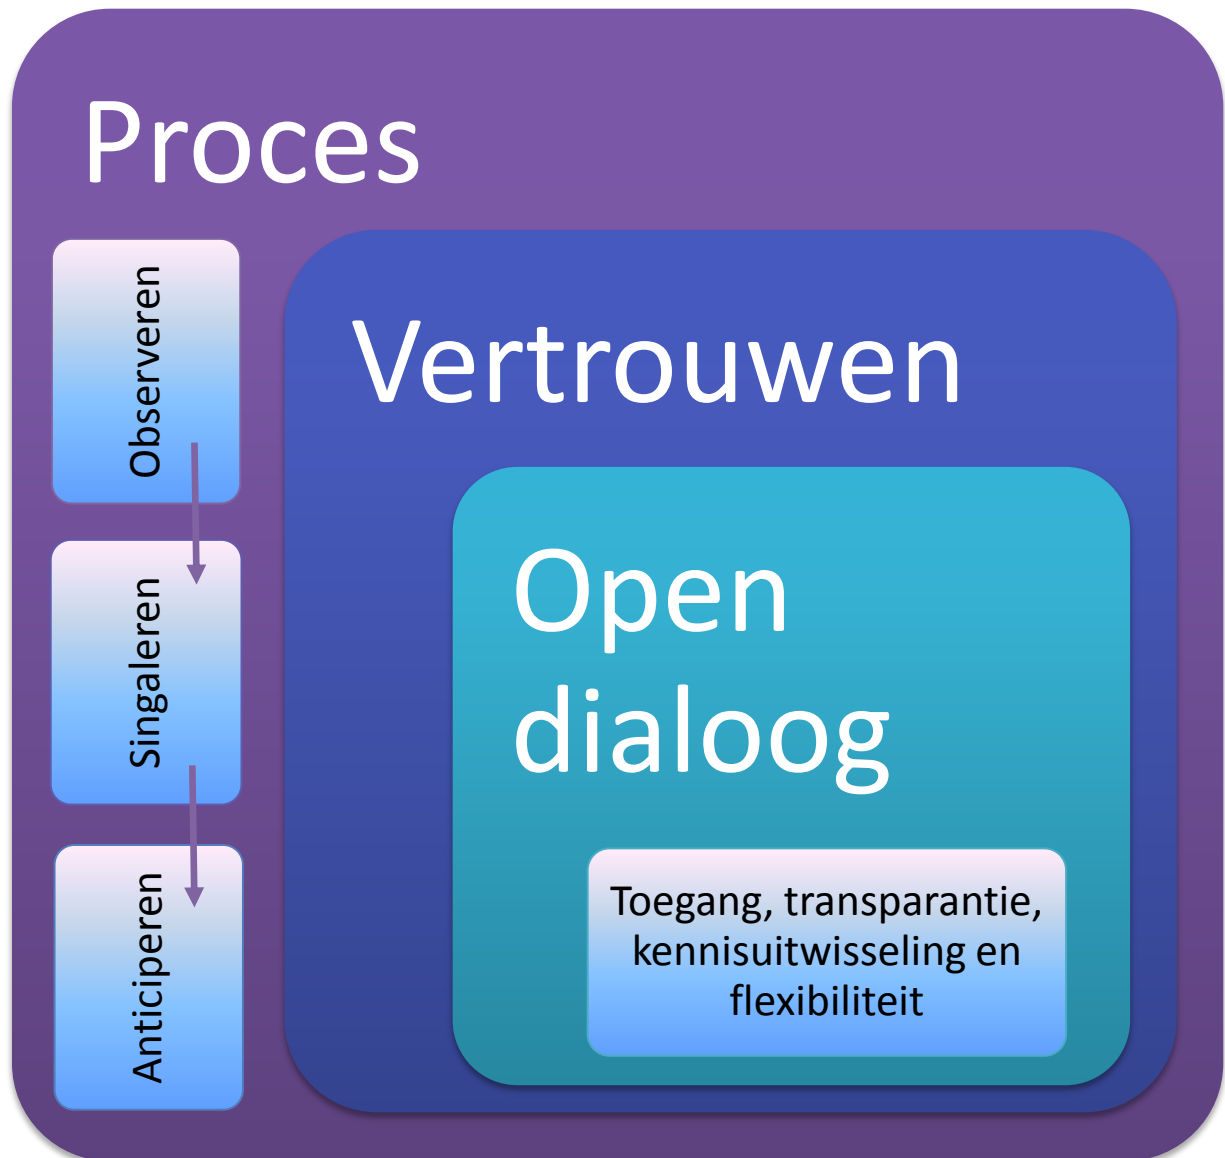 Proces
Observeren
Singaleren
Anticiperen
Vertrouwen
Open
dialoog
Toegang, transparantie,
kennisuitwisseling en
flexibiliteit